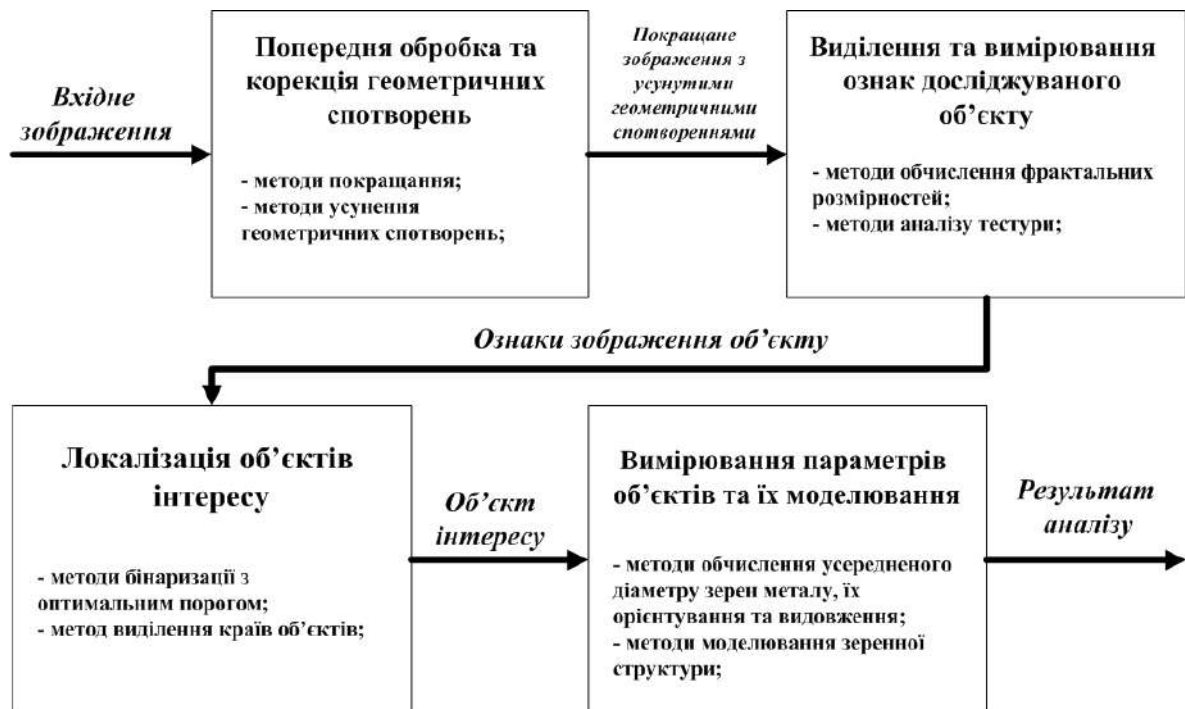 Вхідне
зображення
Попередня обробка та
корекція геометричних
спотворень
- методи покращання;
- методи усунення
геометричних спотворень;
Покращане
зображення з
усунутими
геометричними
спотвореннями
Виділення та вимірювання
ознак досліджуваного
об’єкту
- методи обчислення фрактальних
розмірностей;
- методи аналізу тестури;
Ознаки зображення об’єкту
Локалізація об’єктів
інтересу
- методи бінаризації з
оптимальним порогом;
- метод виділення країв об’єктів;
Об’єкт
інтересу
Вимірювання параметрів
об’єктів та їх моделювання
- методи обчислення усередненого
діаметру зерен металу, їх
орієнтування та видовження;
- методи моделювання зеренної
структури;
Результат
аналізу